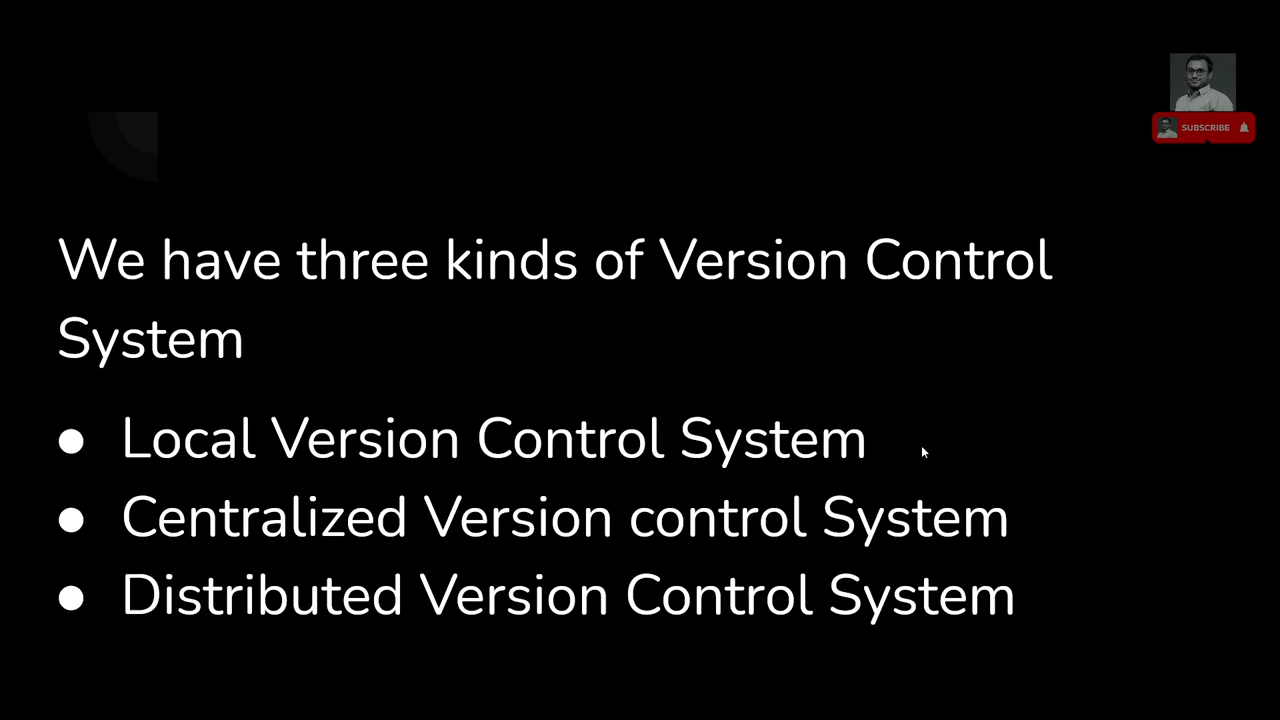 SUBSCRIBE
We have three kinds of Version Control
System
● Local Version Control System
● Centralized Version control System
● Distributed Version Control System